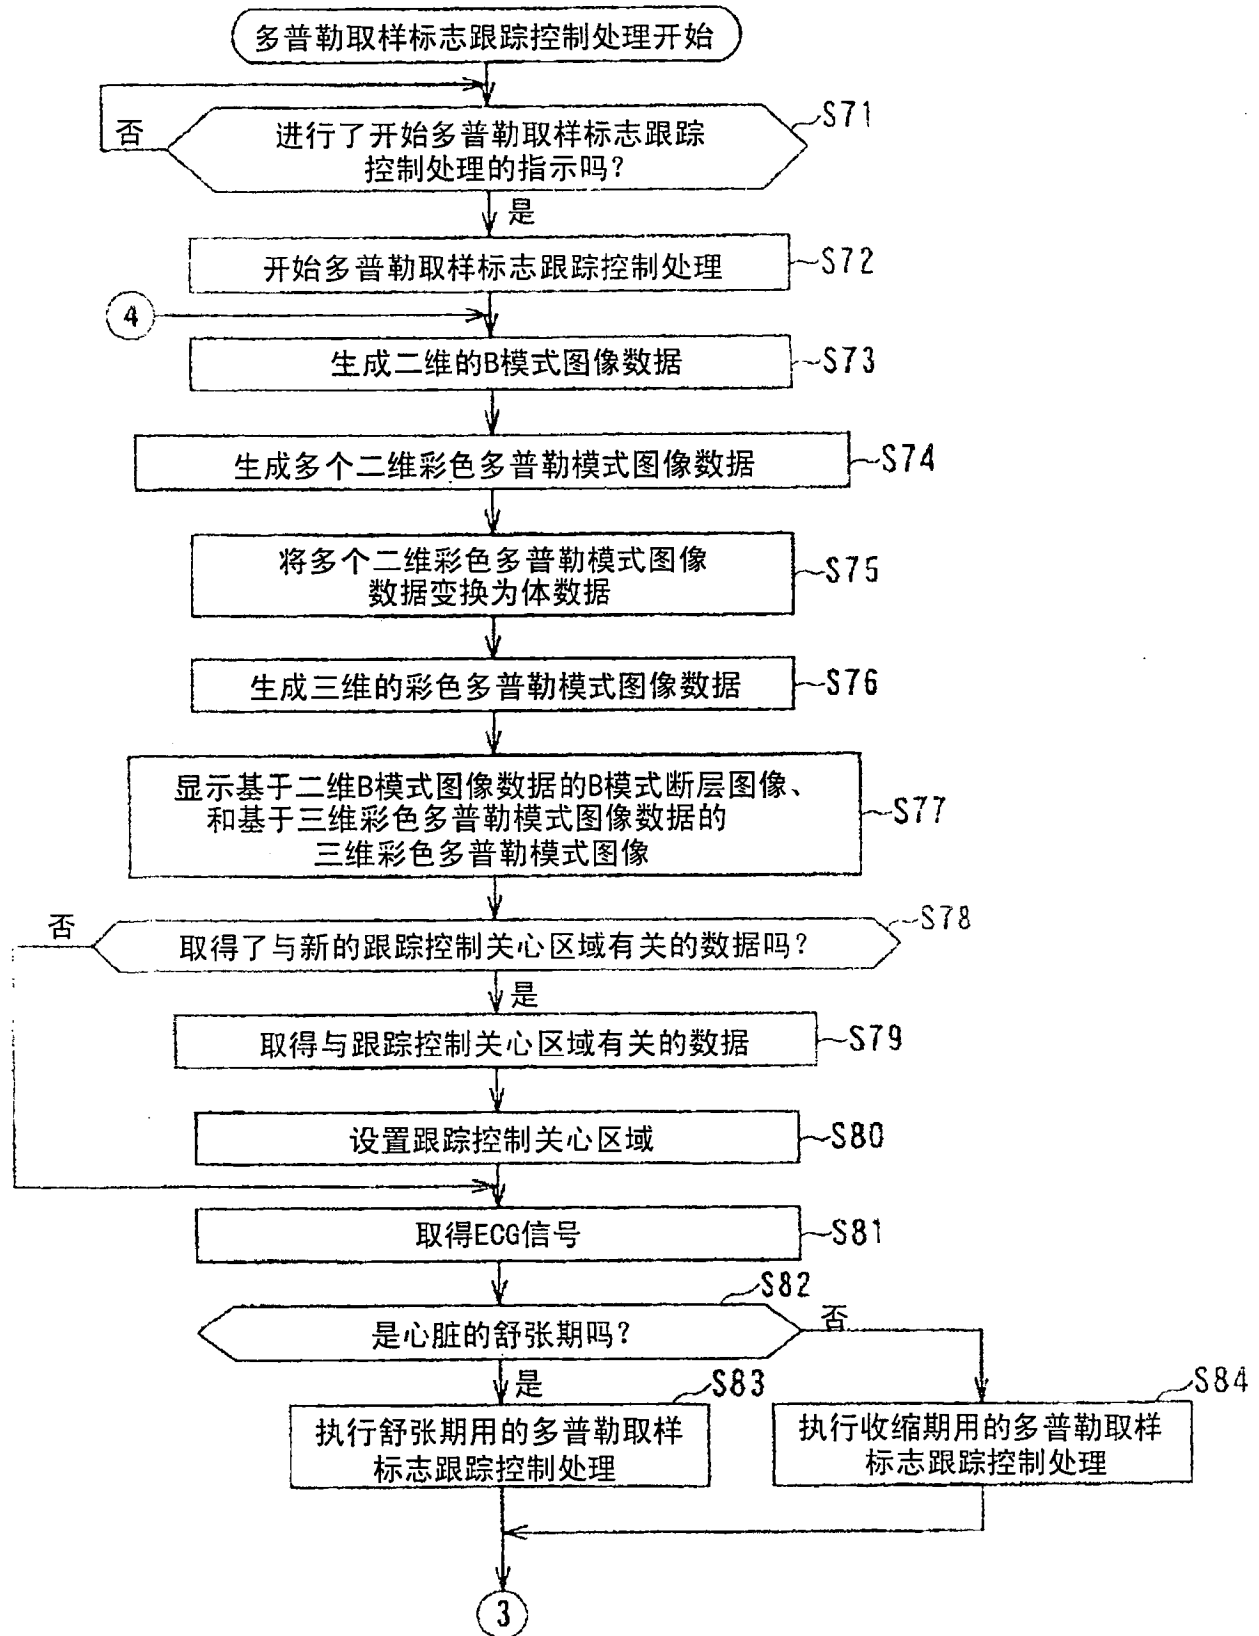 多普勒取样标志跟踪控制处理开始
否
进行了开始多普勒取样标志跟踪
控制处理的指示吗？
S71
是
开始多普勒取样标志跟踪控制处理
S72
4
生成二维的B模式图像数据
S73
生成多个二维彩色多普勒模式图像数据
S74
将多个二维彩色多普勒模式图像
数据变换为体数据
S75
生成三维的彩色多普勒模式图像数据
S76
显示基于二维B模式图像数据的B模式断层图像、
和基于三维彩色多普勒模式图像数据的
三维彩色多普勒模式图像
S77
否
取得了与新的跟踪控制关心区域有关的数据吗？
S78
是
取得与跟踪控制关心区域有关的数据
S79
设置跟踪控制关心区域
S80
取得ECG信号
S81
S82
是心脏的舒张期吗？
否
是
S83
S84
执行舒张期用的多普勒取样
标志跟踪控制处理
执行收缩期用的多普勒取样
标志跟踪控制处理
3